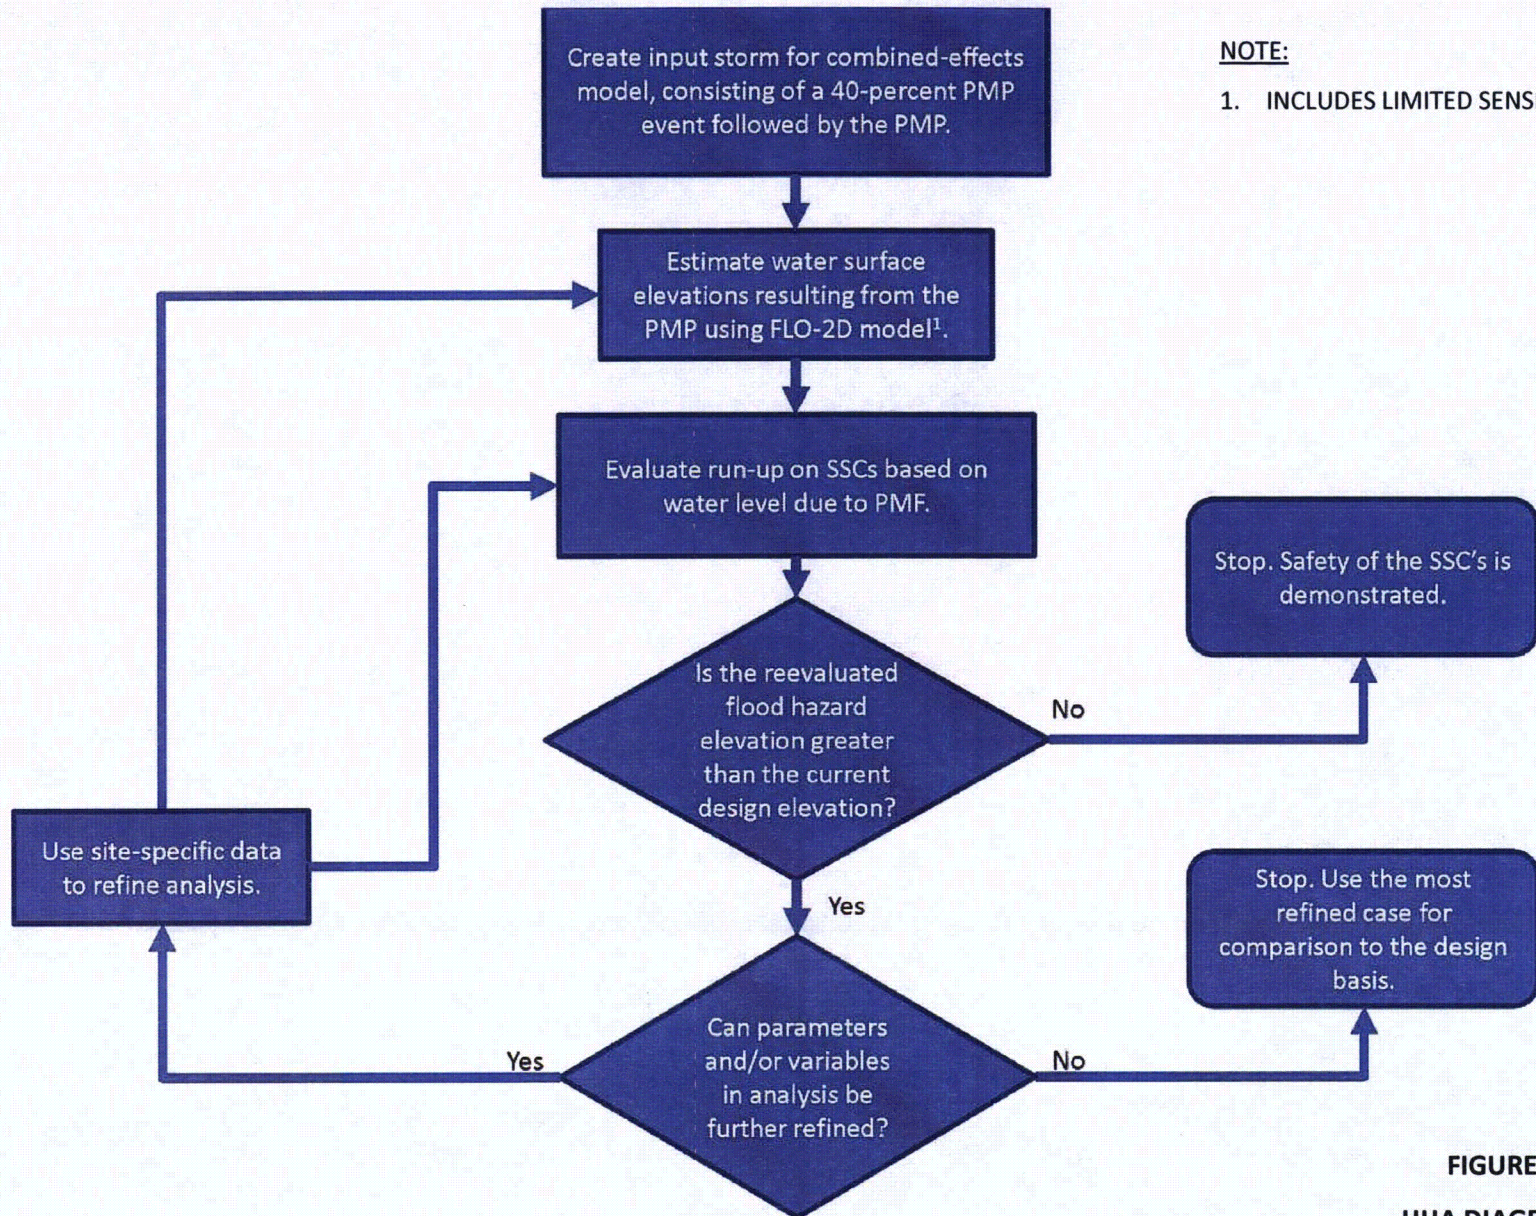 Create input storm for combined-effects
model, consisting of a 40-percent PMP
event followed by the PMP.
NOTE:
1. INCLUDES LIMITED
Estimate water surface
elevations resulting from the
PMP using FLO-2D model¹.
Evaluate run-up on SSCs based on
water level due to PMF.
Stop. Safety of the SSC's is
demonstrated.
Is the reevaluated
flood hazard
elevation greater
than the current
design elevation?
No
Use site-specific data
to refine analysis.
Yes
Stop. Use the most
refined case for
comparison to the design
basis.
Can parameters
and/or variables
in analysis be
further refined?
Yes
No
FIGURE